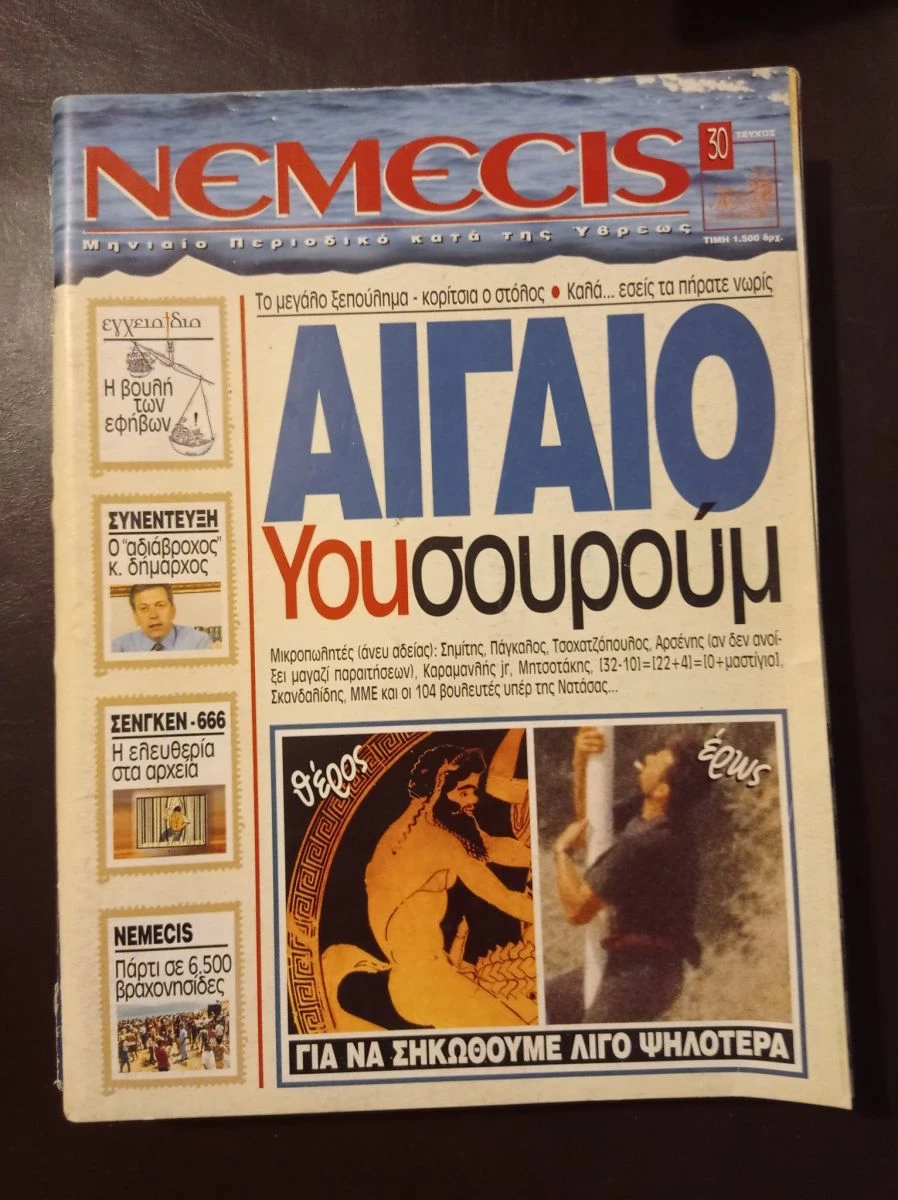 NEMECIS
30 ΤΕΥΧΟΣ
Μηνιαίο Περιοδικό κατά της Ύβρεως
ΤΙΜΗ 1.500 δρχ.
Το μεγάλο ξεπούλημα - κορίτσια ο στόλος • Καλά... εσείς τα πήρατε νωρίς
ΑΙΓΑΙΟ
Youσουρούμ
Μικροπωλητές (άνευ αδείας): Σημίτης, Πάγκαλος, Τσοχατζόπουλος, Αρσένης (αν δεν ανοί-
ξει μαγαζί παραιτήσεων), Καραμανλής jr, Μητσοτάκης, [32-10]=[22+4]=[0+μαστίγιο],
Σκανδαλίδης, ΜΜΕ και οι 104 βουλευτές υπέρ της Νατάσας...
εγχειρίδιο
Η βουλή
των
εφήβων
ΣΥΝΕΝΤΕΥΞΗ
Ο "αδιάβροχος"
κ. δήμαρχος
ΣΕΝΓΚΕΝ - 666
Η ελευθερία
στα αρχεία
NEMECIS
Πάρτι σε 6.500
βραχονησίδες
θέρος
έρως
ΓΙΑ ΝΑ ΣΗΚΩΘΟΥΜΕ ΛΙΓΟ ΨΗΛΟΤΕΡΑ